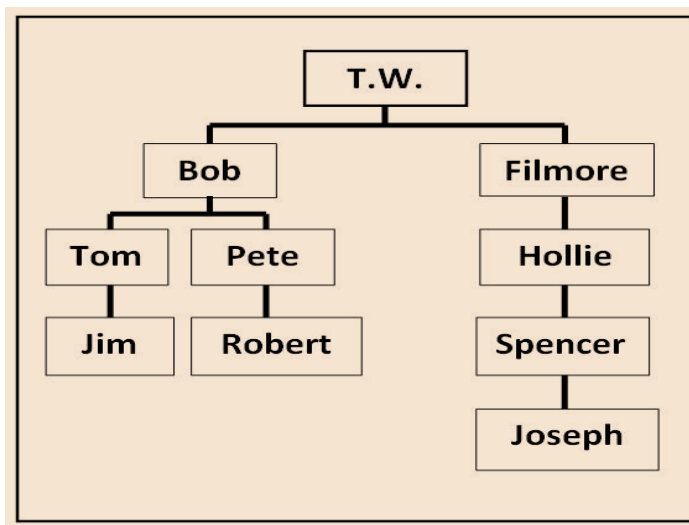 T.W.
Bob
Filmore
Tom
Pete
Hollie
Jim
Robert
Spencer
Joseph